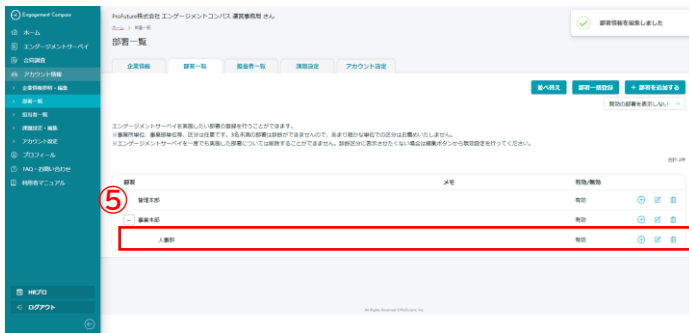 Engagement Compass
ProFuture株式会社 エンゲージメントコンパス 運営事務局 さん
部署情報を編集しました
ホーム
エンゲージメントサーベイ
合同調査
アカウント情報
企業情報詳細・編集
部署一覧
担当者一覧
課題設定・編集
アカウント設定
プロフィール
FAQ・お問い合わせ
利用者マニュアル
HRプロ
ログアウト
ホーム > 部署一覧
部署一覧
企業情報 部署一覧 担当者一覧 課題設定 アカウント設定
並べ替え 部署一括登録 + 部署を追加する
無効の部署を表示しない
エンゲージメントサーベイを実施したい部署の登録を行うことができます。
※事業所単位、事業部単位等、区分は任意です。3名未満の部署は診断ができませんので、あまり細かな単位での区分はお薦めいたしません。
※エンゲージメントサーベイを一度でも実施した部署については削除することができません。診断区分に表示させたくない場合は編集ボタンから無効設定を行ってください。
部署 メモ 有効/無効
⑤
管理本部 有効
事業本部 有効
人事部 有効